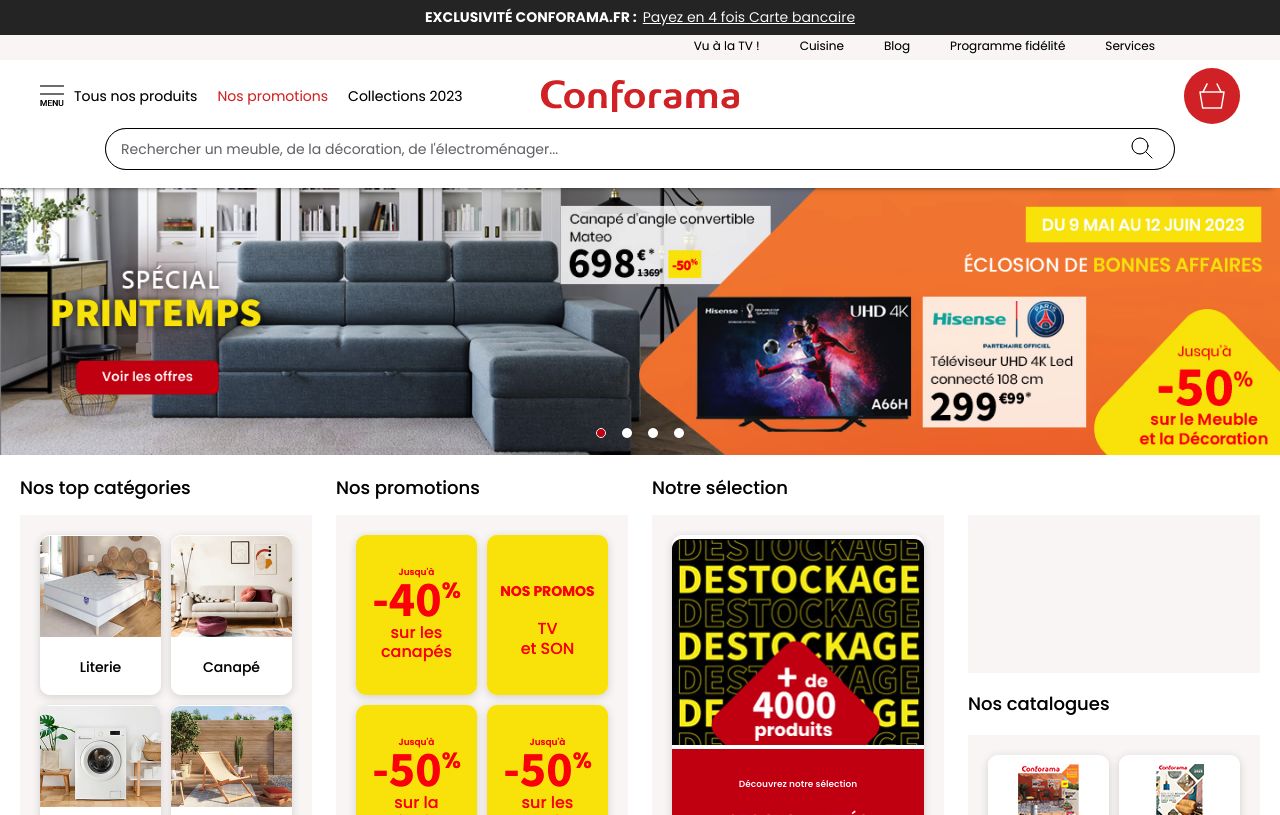 EXCLUSIVITÉ CONFORAMA.FR : Payez en 4 fois Carte bancaire
Vu à la TV ! Cuisine Blog Programme fidélité Services
MENU Tous nos produits Nos promotions Collections 2023 Conforama
Rechercher un meuble, de la décoration, de l'électroménager...
SPÉCIAL
PRINTEMPS
Voir les offres
Canapé d'angle convertible
Mateo
698€* 1 369€ -50%
DU 9 MAI AU 12 JUIN 2023
ÉCLOSION DE BONNES AFFAIRES
Hisense UHD 4K
A66H
Hisense PARIS
PARTENAIRE OFFICIEL
Téléviseur UHD 4K Led
connecté 108 cm
299€99*
Jusqu'à
-50%
sur le Meuble
et la Décoration
Nos top catégories
Literie Canapé
Nos promotions
Jusqu'à
-40%
sur les
canapés
NOS PROMOS
TV
et SON
Jusqu'à
-50%
sur la
Jusqu'à
-50%
sur les
Notre sélection
DESTOCKAGE
DESTOCKAGE
DESTOCKAGE
DESTOCKAGE
+ de
4000
produits
Découvrez notre sélection
Nos catalogues
Conforama
Conforama